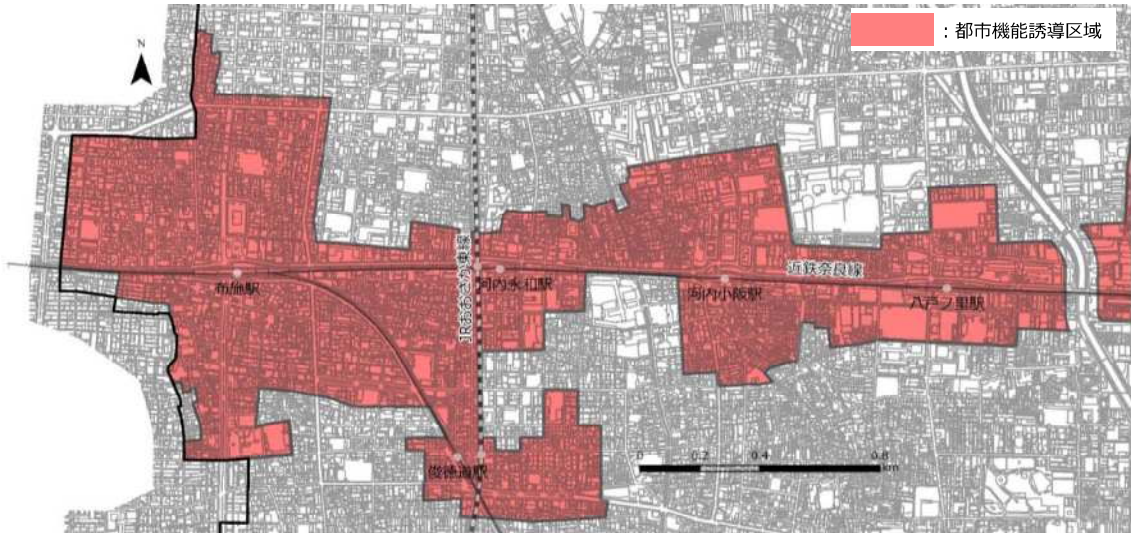 ：都市機能誘導区域
N
JRおおさか東線
近鉄奈良線
布施駅
河内永和駅
河内小阪駅
八戸ノ里駅
俊徳道駅
0 0.2 0.4 0.8
km